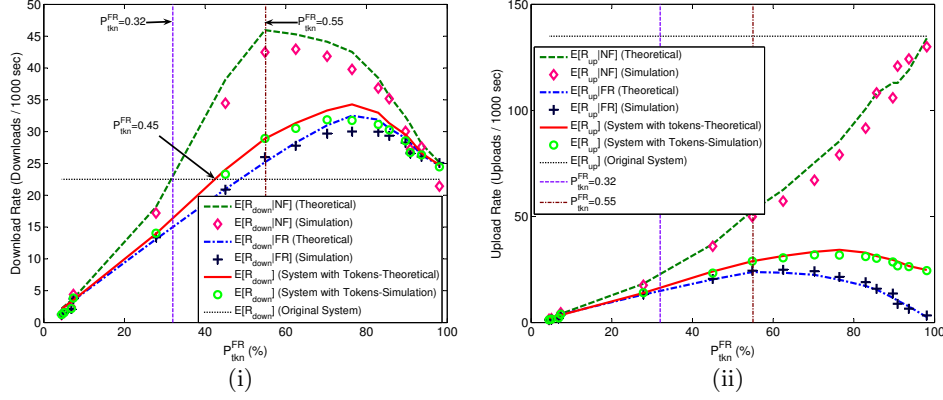 P_tkn^FR=0.32
P_tkn^FR=0.55
P_tkn^FR=0.45
50
45
40
35
30
25
20
15
10
5
0
Download Rate (Downloads / 1000 sec)
E[R_down|NF] (Theoretical)
E[R_down|NF] (Simulation)
E[R_down|FR] (Theoretical)
E[R_down|FR] (Simulation)
E[R_down] (System with Tokens-Theoretical)
E[R_down] (System with Tokens-Simulation)
E[R_down] (Original System)
0 20 40 60 80 100
P_tkn^FR (%)
(i)
150
100
50
0
Upload Rate (Uploads / 1000 sec)
E[R_up|NF] (Theoretical)
E[R_up|NF] (Simulation)
E[R_up|FR] (Theoretical)
E[R_up|FR] (Simulation)
E[R_up] (System with tokens-Theoretical)
E[R_up] (System with Tokens-Simulation)
E[R_up] (Original System)
P_tkn^FR=0.32
P_tkn^FR=0.55
0 20 40 60 80 100
P_tkn^FR (%)
(ii)